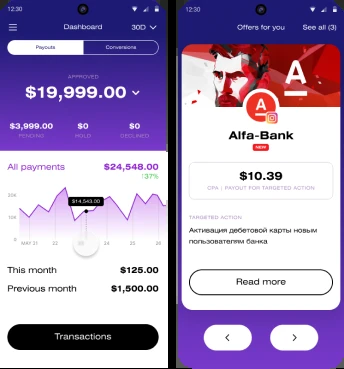 12:30
Dashboard
30D
Payouts
Conversions
APPROVED
$19,999.00
$3,999.00
$0
$0
PENDING
HOLD
DECLINED
All payments
$24,548.00
↑37%
20K
10K
0
$14,543.00
MAY 21
22
23
24
25
26
This month
$125.00
Previous month
$1,500.00
Transactions
12:30
Offers for you
See all (3)
A
A
Alfa-Bank
NEW
$10.39
CPA | PAYOUT FOR TARGETED ACTION
TARGETED ACTION
Активация дебетовой карты новым
пользователям банка
Read more